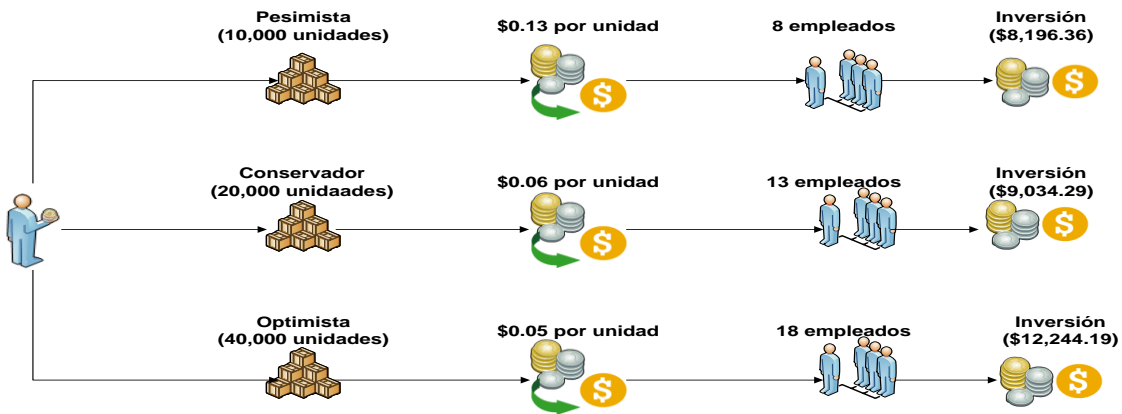 Pesimista
(10,000 unidades)
$0.13 por unidad
8 empleados
Inversión
($8,196.36)
Conservador
(20,000 unidaades)
$0.06 por unidad
13 empleados
Inversión
($9,034.29)
Optimista
(40,000 unidades)
$0.05 por unidad
18 empleados
Inversión
($12,244.19)